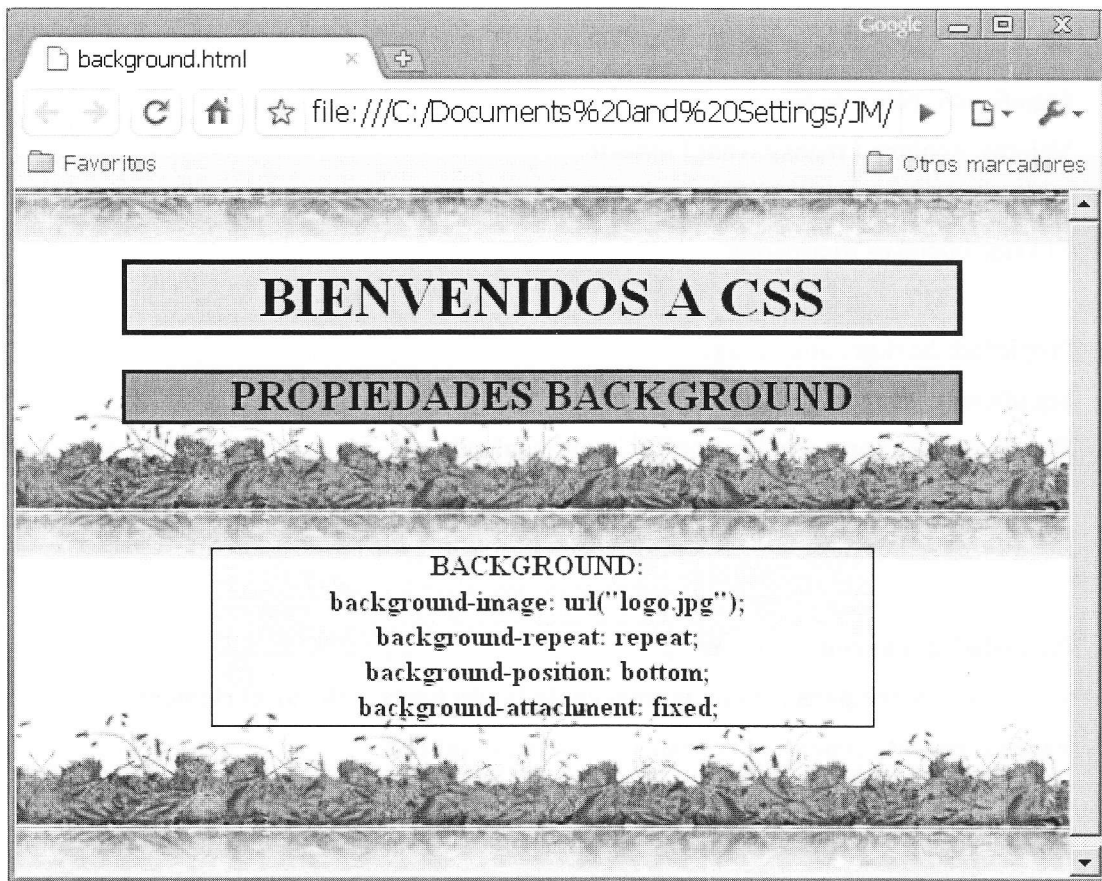 Google
background.html
file:///C:/Documents%20and%20Settings/JM/
Favoritos
Otros marcadores
BIENVENIDOS A CSS
PROPIEDADES BACKGROUND
BACKGROUND:
background-image: url("logo.jpg");
background-repeat: repeat;
background-position: bottom;
background-attachment: fixed;